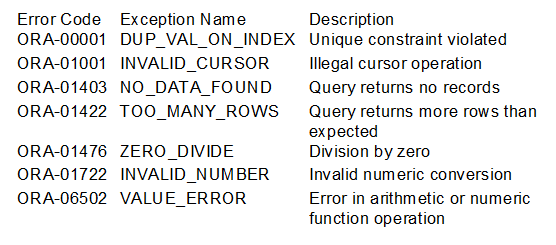 Error Code Exception Name Description
ORA-00001 DUP_VAL_ON_INDEX Unique constraint violated
ORA-01001 INVALID_CURSOR Illegal cursor operation
ORA-01403 NO_DATA_FOUND Query returns no records
ORA-01422 TOO_MANY_ROWS Query returns more rows than
expected
ORA-01476 ZERO_DIVIDE Division by zero
ORA-01722 INVALID_NUMBER Invalid numeric conversion
ORA-06502 VALUE_ERROR Error in arithmetic or numeric
function operation